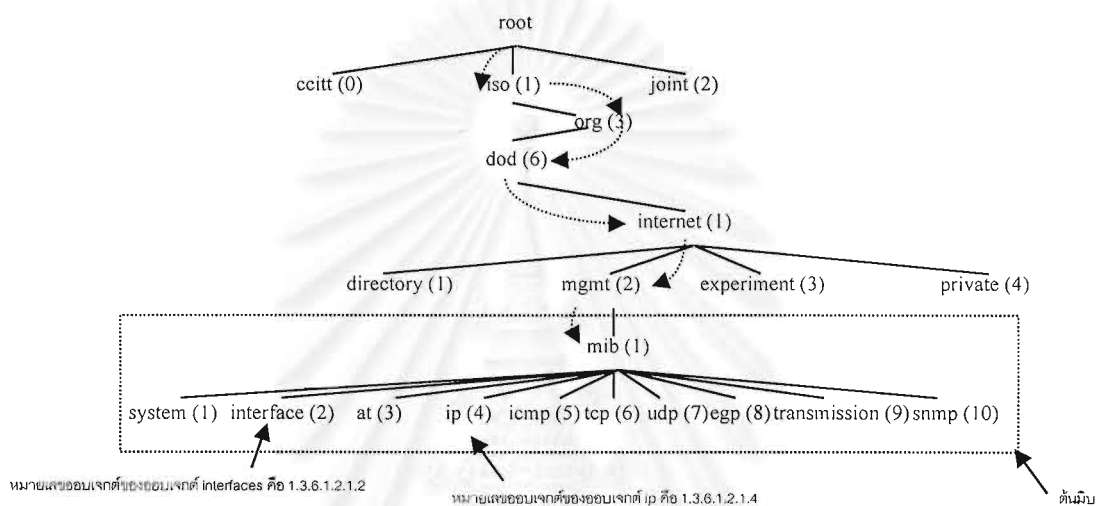 root
ccitt (0) iso (1) joint (2)
org (3)
dod (6)
internet (1)
directory (1) mgmt (2) experiment (3) private (4)
mib (1)
system (1) interface (2) at (3) ip (4) icmp (5) tcp (6) udp (7) egp (8) transmission (9) snmp (10)
หมายเลขออบเจกต์ของออบเจกต์ interfaces คือ 1.3.6.1.2.1.2
หมายเลขออบเจกต์ของออบเจกต์ ip คือ 1.3.6.1.2.1.4
ต้นมิบ